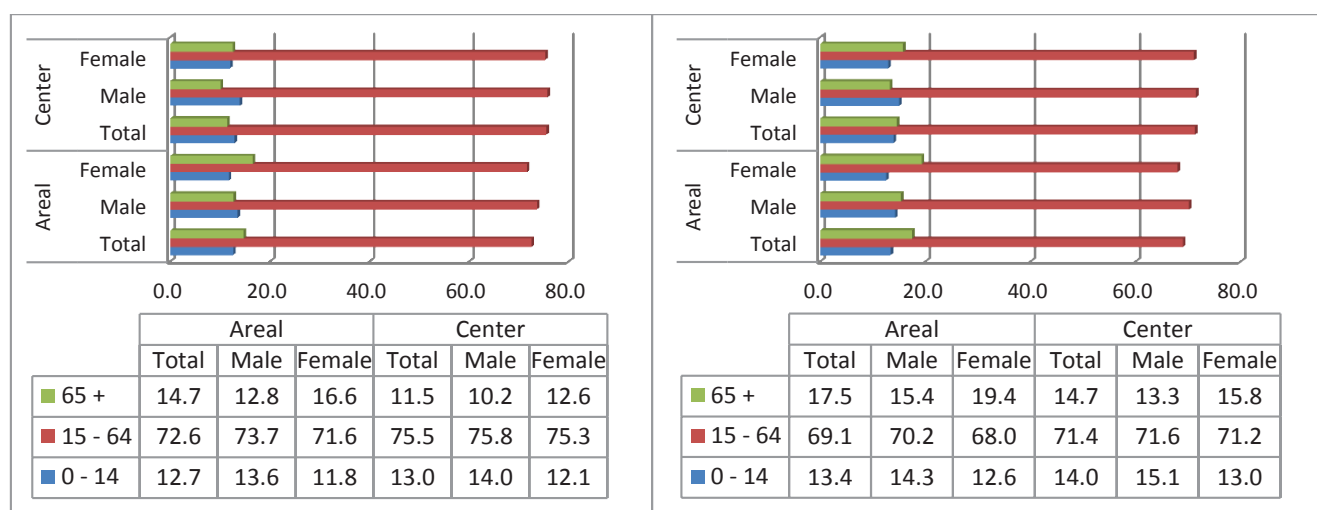 Center
Female
Male
Total
Areal
Female
Male
Total
0.0 20.0 40.0 60.0 80.0
Areal Center
Total Male Female Total Male Female
65 + 14.7 12.8 16.6 11.5 10.2 12.6
15 - 64 72.6 73.7 71.6 75.5 75.8 75.3
0 - 14 12.7 13.6 11.8 13.0 14.0 12.1
Center
Female
Male
Total
Areal
Female
Male
Total
0.0 20.0 40.0 60.0 80.0
Areal Center
Total Male Female Total Male Female
65 + 17.5 15.4 19.4 14.7 13.3 15.8
15 - 64 69.1 70.2 68.0 71.4 71.6 71.2
0 - 14 13.4 14.3 12.6 14.0 15.1 13.0